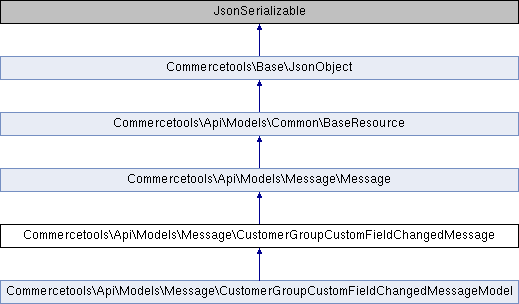 JsonSerializable
Commercetools\Base\JsonObject
Commercetools\Api\Models\Common\BaseResource
Commercetools\Api\Models\Message\Message
Commercetools\Api\Models\Message\CustomerGroupCustomFieldChangedMessage
Commercetools\Api\Models\Message\CustomerGroupCustomFieldChangedMessageModel